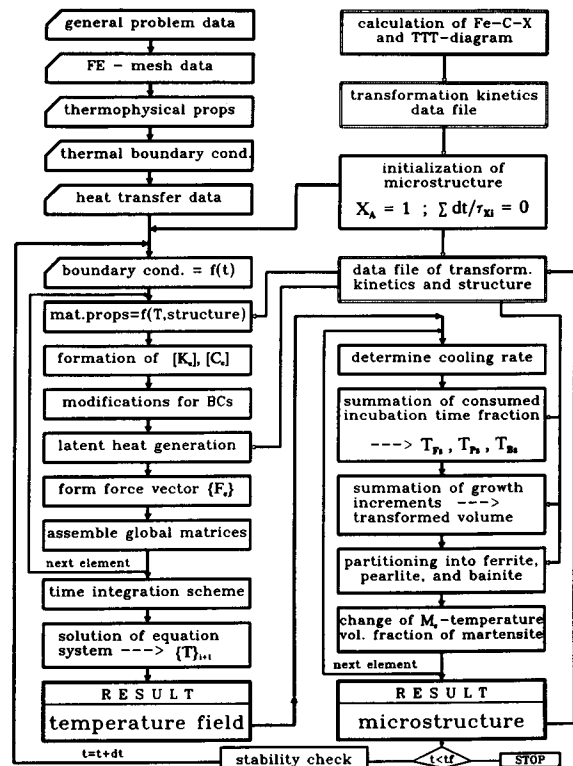 general problem data
FE - mesh data
thermophysical props
thermal boundary cond.
heat transfer data
boundary cond. = f(t)
mat.props=f(T,structure)
formation of [Kₑ], [Cₑ]
modifications for BCs
latent heat generation
form force vector {Fₑ}
assemble global matrices
next element
time integration scheme
solution of equation
system ---> {T}ᵢ₊₁
RESULT
temperature field
t=t+dt
calculation of Fe-C-X
and TTT-diagram
transformation kinetics
data file
initialization of
microstructure
X_A = 1 ; ∑ dt/τ_Xi = 0
data file of transform.
kinetics and structure
determine cooling rate
summation of consumed
incubation time fraction
---> T_Fs , T_Ps , T_Bs
summation of growth
increments --->
transformed volume
partitioning into ferrite,
pearlite, and bainite
change of Mₛ-temperature
vol. fraction of martensite
next element
RESULT
microstructure
stability check
t<tf
STOP